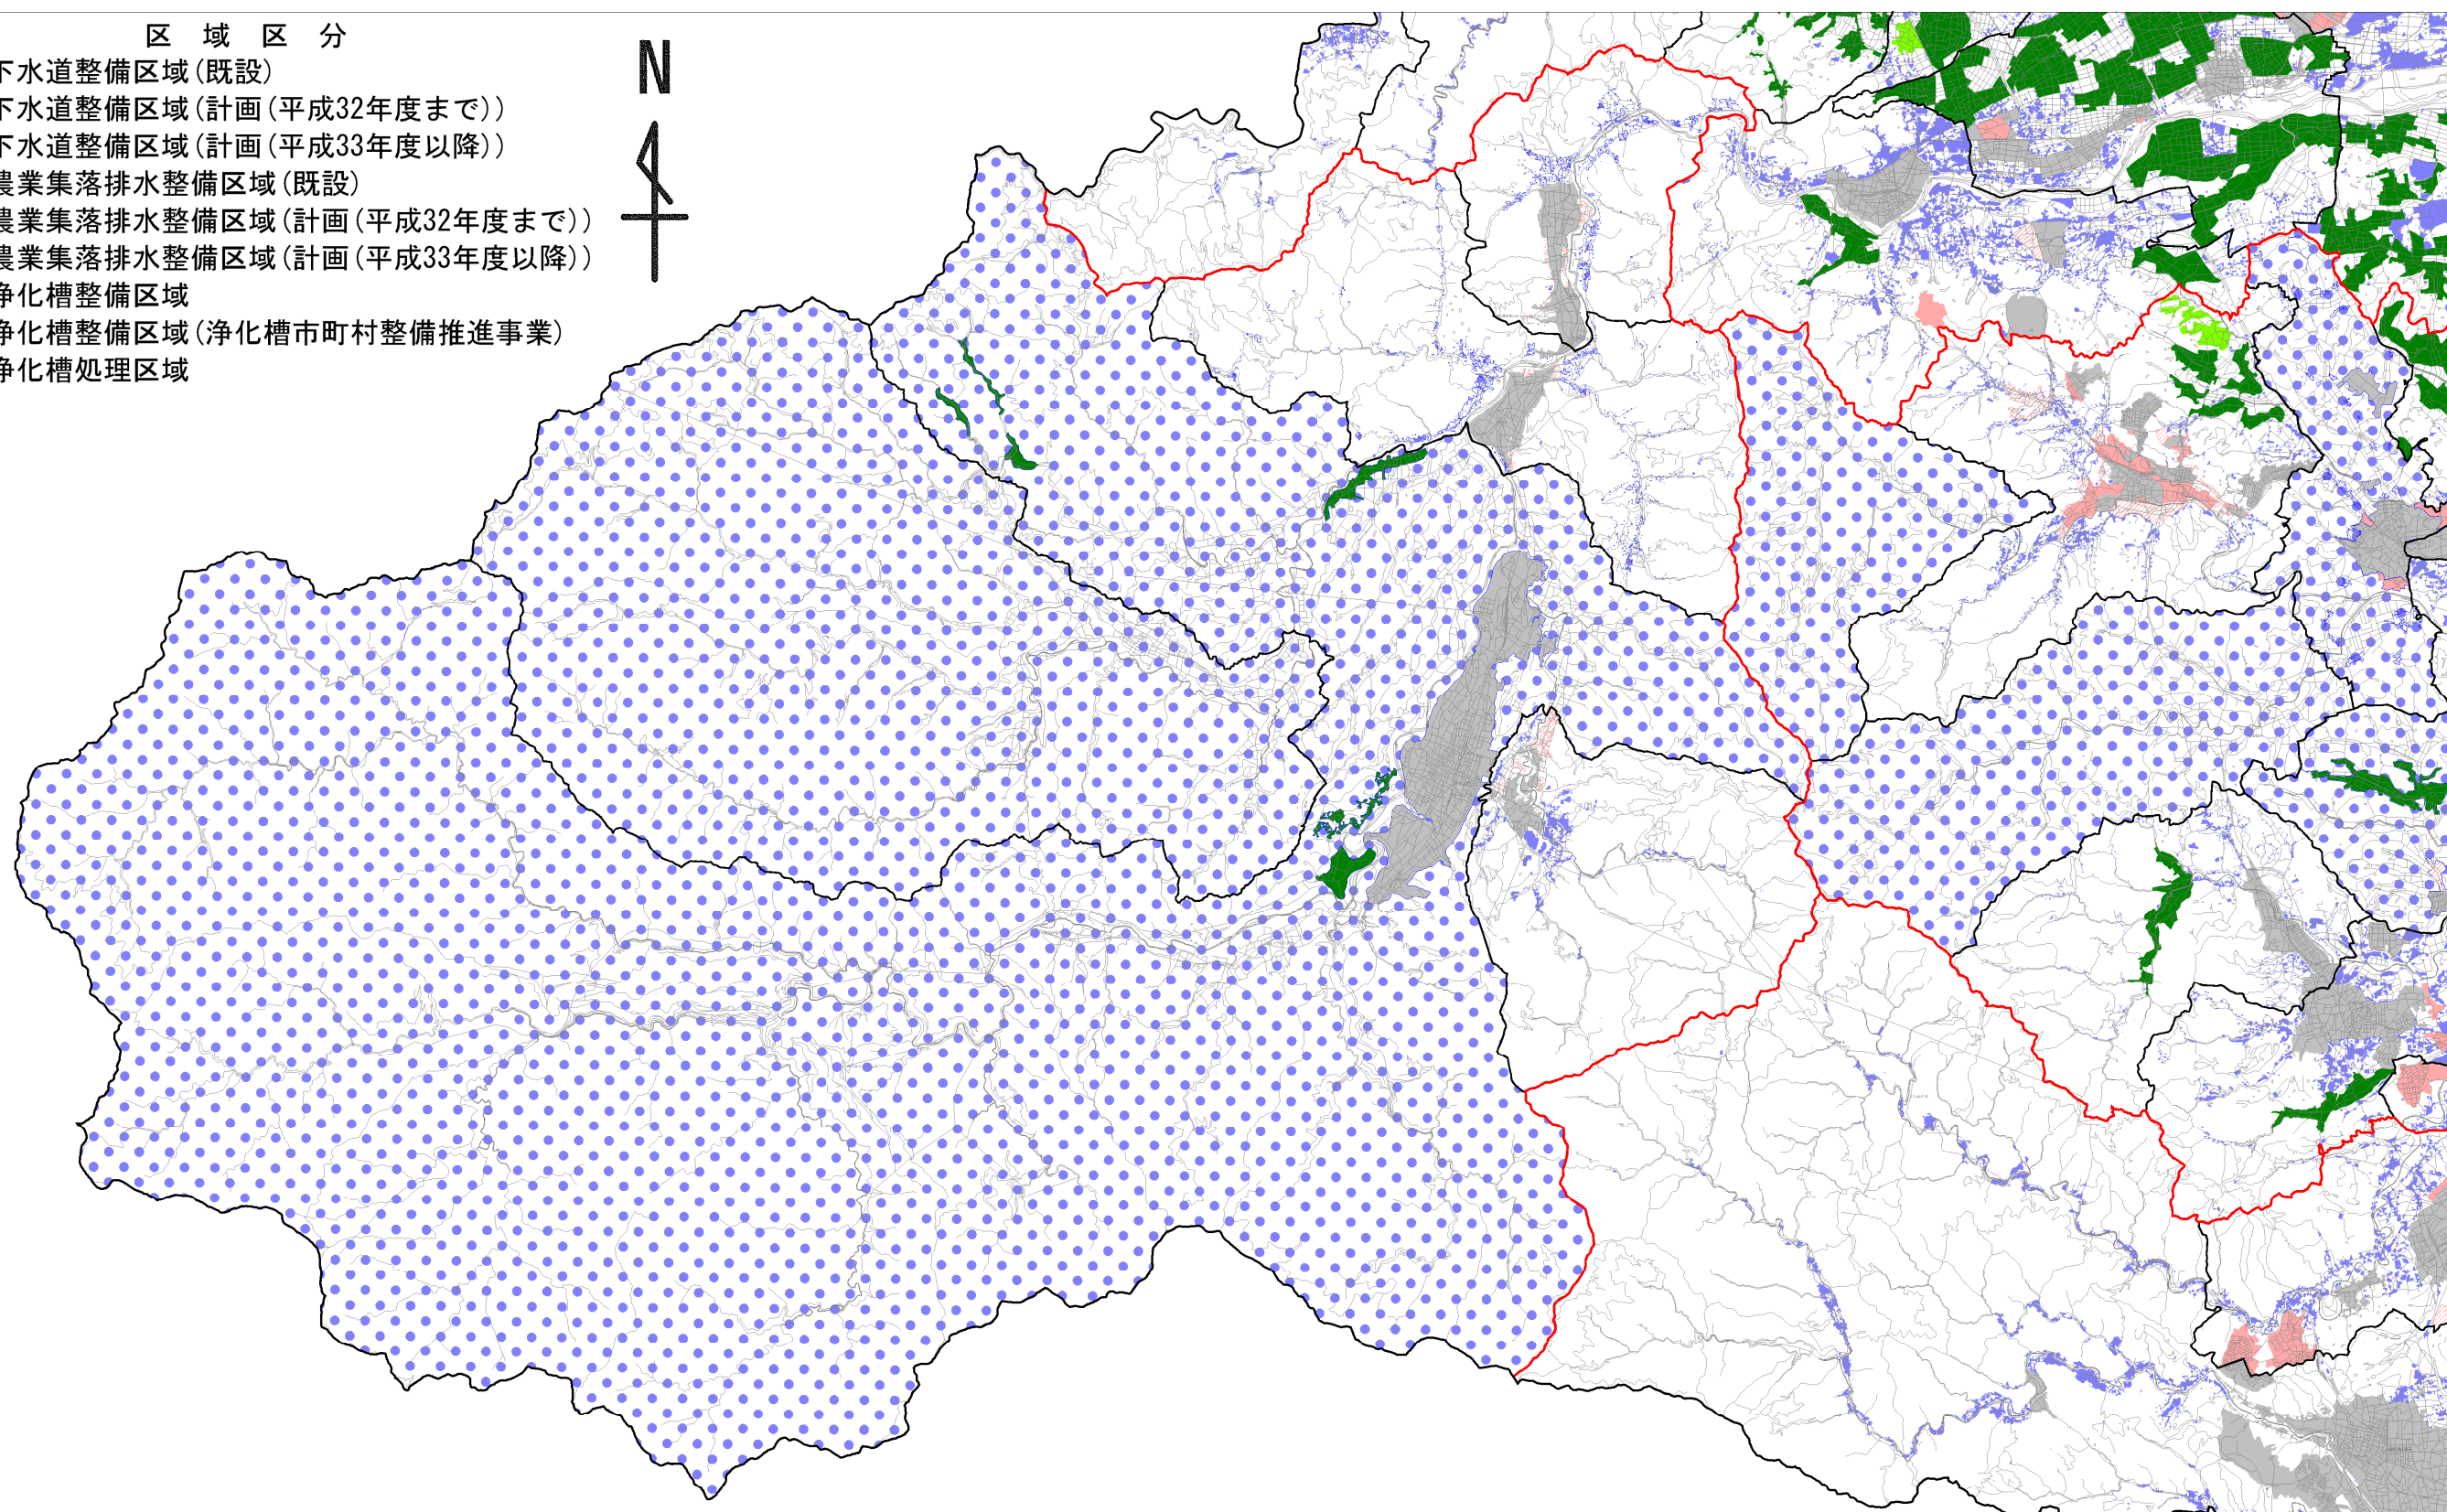 区 域 区 分
下水道整備区域(既設)
下水道整備区域(計画(平成32年度まで))
下水道整備区域(計画(平成33年度以降))
農業集落排水整備区域(既設)
農業集落排水整備区域(計画(平成32年度まで))
農業集落排水整備区域(計画(平成33年度以降))
浄化槽整備区域
浄化槽整備区域(浄化槽市町村整備推進事業)
浄化槽処理区域
N